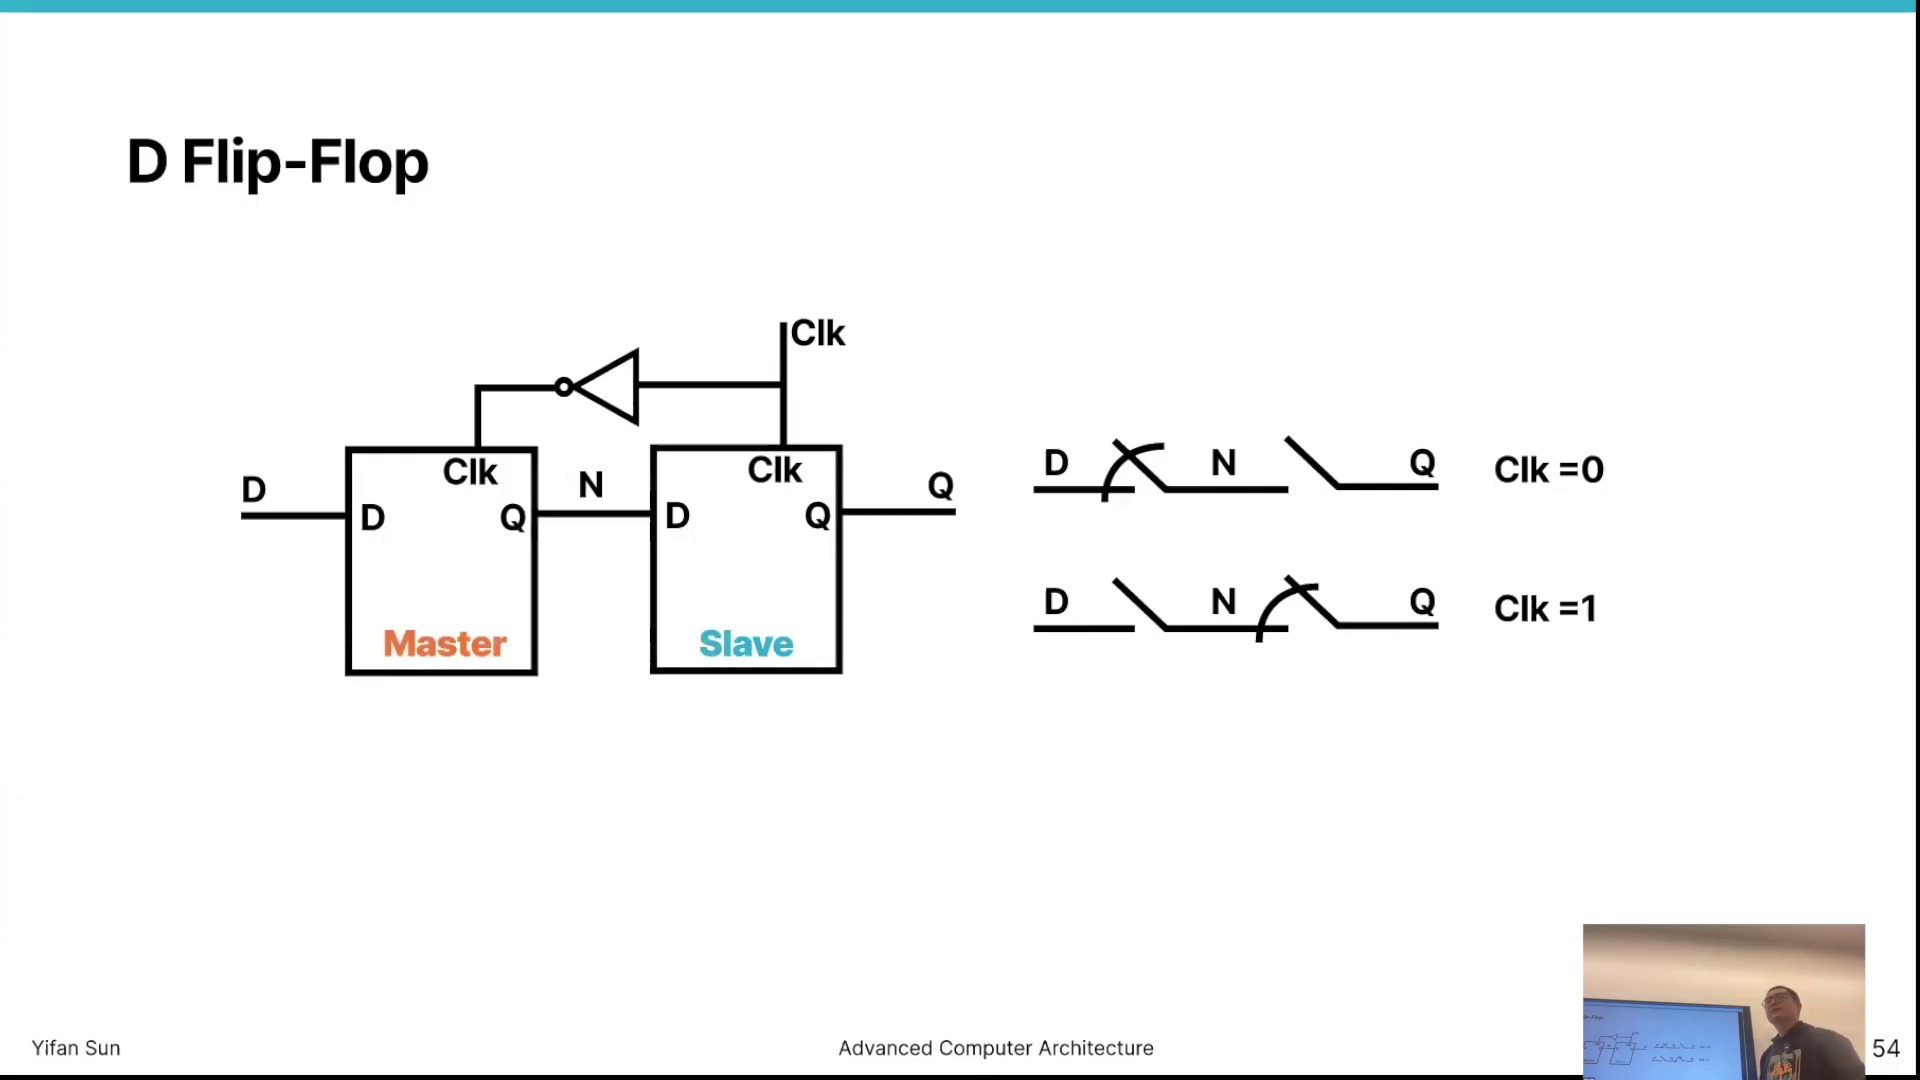 D Flip-Flop
Clk
D
D
Clk
Q
Master
N
D
Clk
Q
Slave
Q
D
N
Q
Clk =0
D
N
Q
Clk =1
Yifan Sun
Advanced Computer Architecture
54